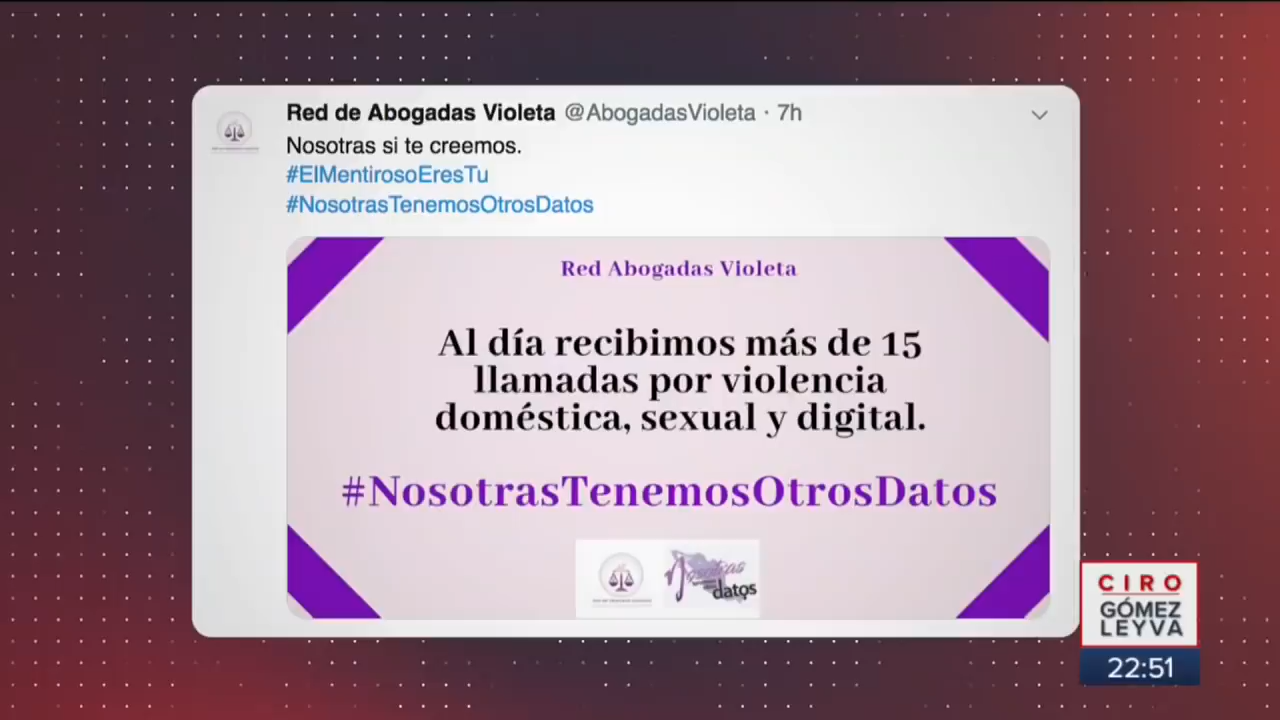 Red de Abogadas Violeta @AbogadasVioleta · 7h
Nosotras si te creemos.
#ElMentirosoEresTu
#NosotrasTenemosOtrosDatos
Red Abogadas Violeta
Al día recibimos más de 15
llamadas por violencia
doméstica, sexual y digital.
#NosotrasTenemosOtrosDatos
Nosotras
datos
CIRO
GÓMEZ
LEYVA
22:51